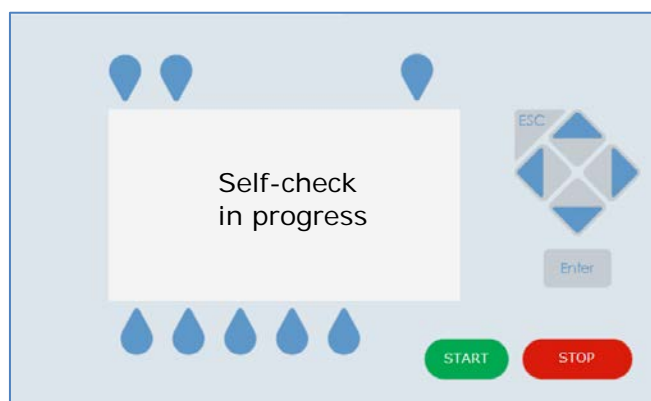 ESC
Self-check
in progress
Enter
START
STOP